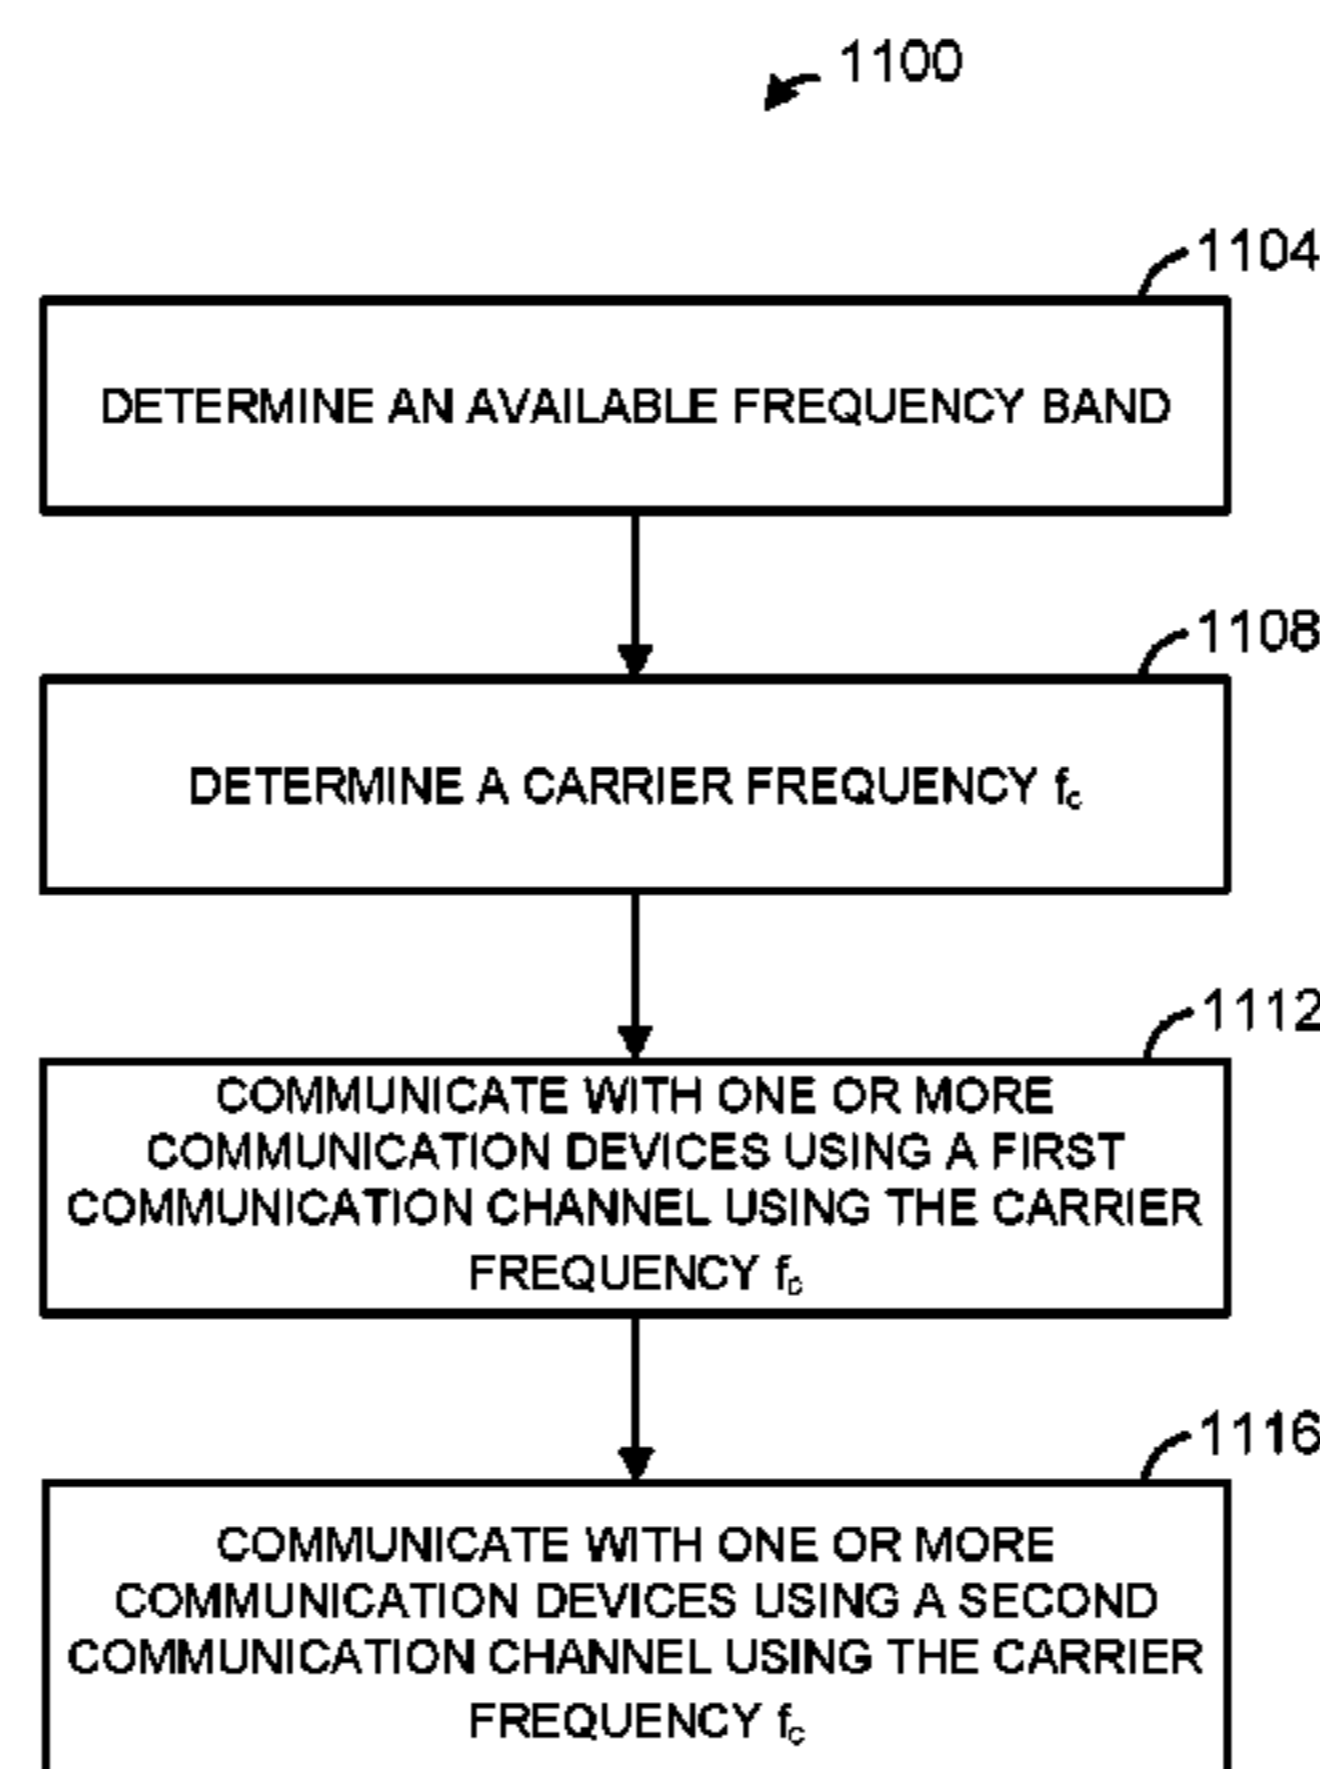 1100
1104
DETERMINE AN AVAILABLE FREQUENCY BAND
1108
DETERMINE A CARRIER FREQUENCY fc
1112
COMMUNICATE WITH ONE OR MORE
COMMUNICATION DEVICES USING A FIRST
COMMUNICATION CHANNEL USING THE CARRIER
FREQUENCY fc
1116
COMMUNICATE WITH ONE OR MORE
COMMUNICATION DEVICES USING A SECOND
COMMUNICATION CHANNEL USING THE CARRIER
FREQUENCY fc